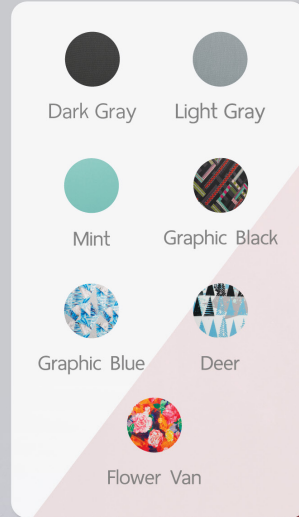 Dark Gray Light Gray
Mint Graphic Black
Graphic Blue Deer
Flower Van